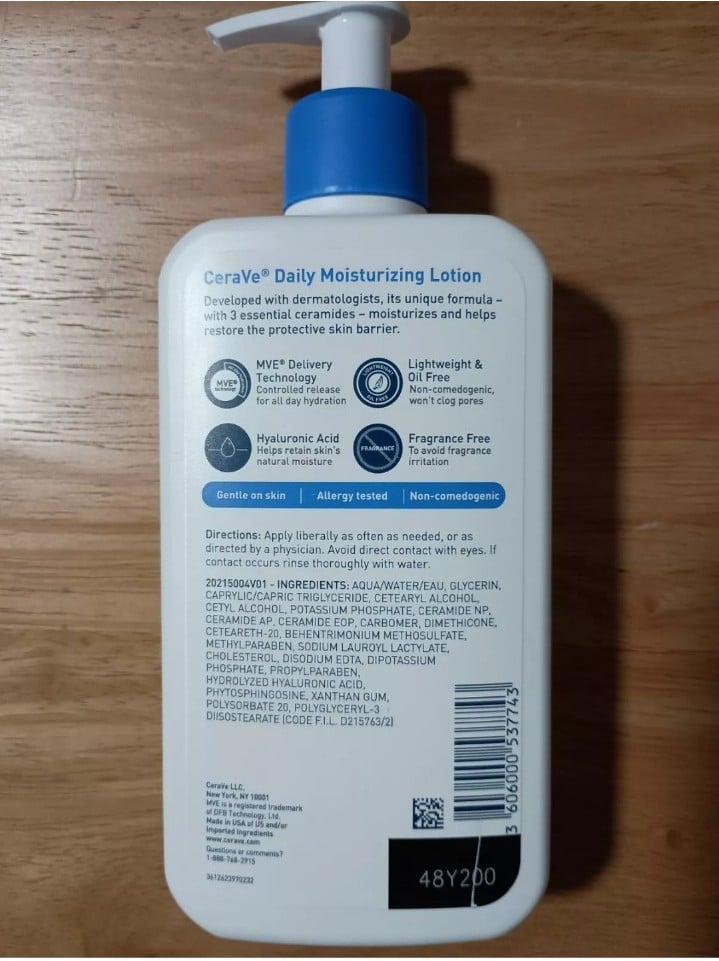 CeraVe® Daily Moisturizing Lotion
Developed with dermatologists, its unique formula –
with 3 essential ceramides – moisturizes and helps
restore the protective skin barrier.
MVE®
technology
MVE® Delivery
Technology
Controlled release
for all day hydration
LIGHTWEIGHT
OIL FREE
Lightweight &
Oil Free
Non-comedogenic,
won't clog pores
Hyaluronic Acid
Helps retain skin's
natural moisture
FRAGRANCE
Fragrance Free
To avoid fragrance
irritation
Gentle on skin | Allergy tested | Non-comedogenic
Directions: Apply liberally as often as needed, or as
directed by a physician. Avoid direct contact with eyes. If
contact occurs rinse thoroughly with water.
20215004V01 - INGREDIENTS: AQUA/WATER/EAU, GLYCERIN,
CAPRYLIC/CAPRIC TRIGLYCERIDE, CETEARYL ALCOHOL,
CETYL ALCOHOL, POTASSIUM PHOSPHATE, CERAMIDE NP,
CERAMIDE AP, CERAMIDE EOP, CARBOMER, DIMETHICONE,
CETEARETH-20, BEHENTRIMONIUM METHOSULFATE,
METHYLPARABEN, SODIUM LAUROYL LACTYLATE,
CHOLESTEROL, DISODIUM EDTA, DIPOTASSIUM
PHOSPHATE, PROPYLPARABEN,
HYDROLYZED HYALURONIC ACID,
PHYTOSPHINGOSINE, XANTHAN GUM,
POLYSORBATE 20, POLYGLYCERYL-3
DIISOSTEARATE (CODE F.I.L. D215763/2)
CeraVe LLC,
New York, NY 10001
MVE is a registered trademark
of DFB Technology, Ltd.
Made in USA of US and/or
Imported Ingredients
www.cerave.com
Questions or comments?
1-888-768-2915
3612623970232
3 606000 537743
48Y200